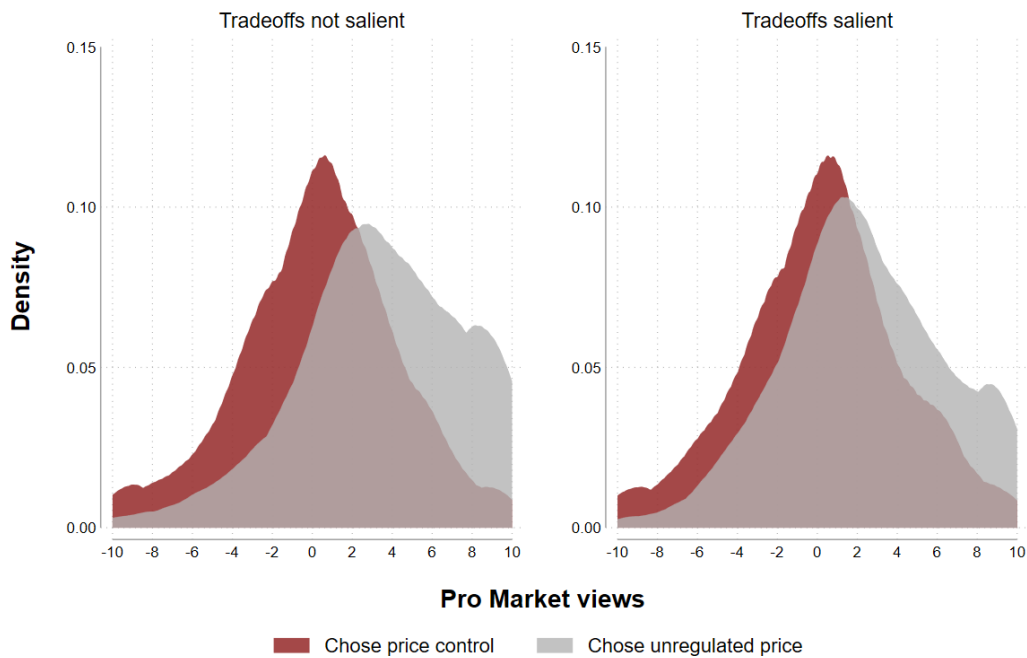 Tradeoffs not salient
Tradeoffs salient
Density
0.15
0.10
0.05
0.00
-10 -8 -6 -4 -2 0 2 4 6 8 10
0.15
0.10
0.05
0.00
-10 -8 -6 -4 -2 0 2 4 6 8 10
Pro Market views
Chose price control
Chose unregulated price